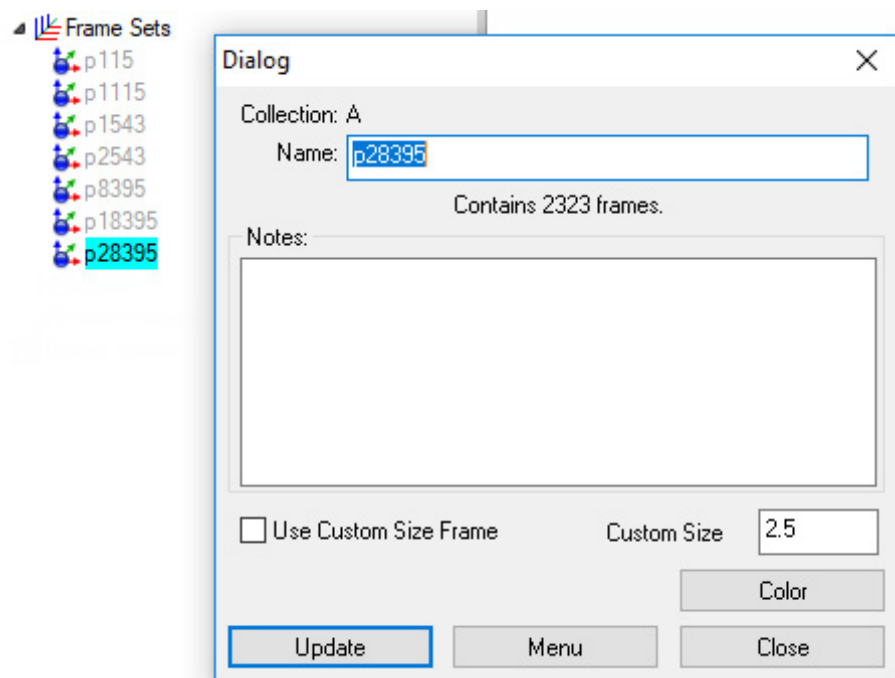 Frame Sets
p115
p1115
p1543
p2543
p8395
p18395
p28395
Dialog
Collection: A
Name: p28395
Contains 2323 frames.
Notes:
Use Custom Size Frame
Custom Size 2.5
Color
Update
Menu
Close